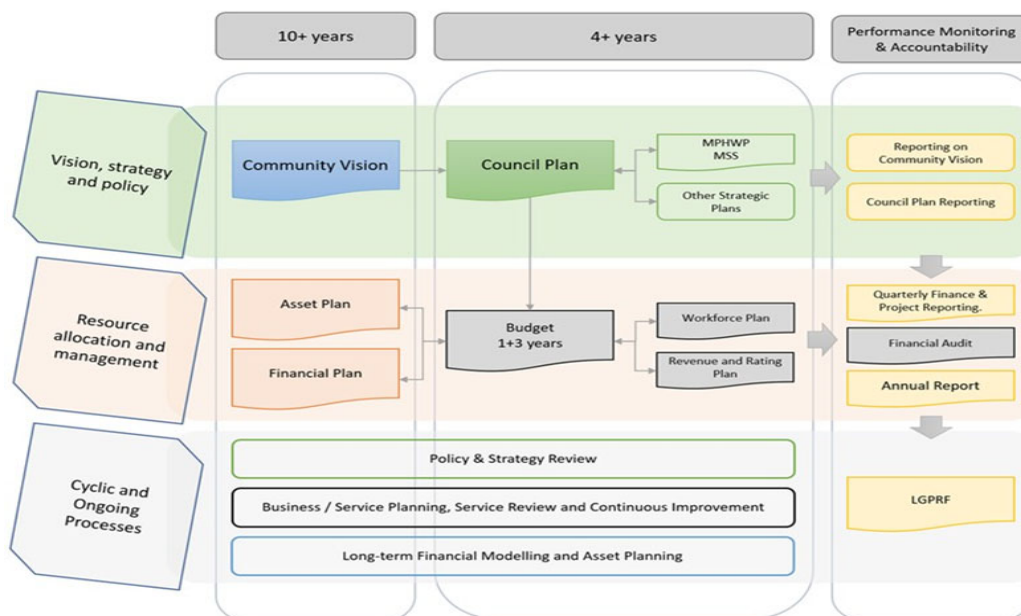 10+ years
4+ years
Performance Monitoring
& Accountability
Vision, strategy
and policy
Community Vision
Council Plan
MPHWP
MSS
Other Strategic
Plans
Reporting on
Community Vision
Council Plan Reporting
Resource
allocation and
management
Asset Plan
Financial Plan
Budget
1+3 years
Workforce Plan
Revenue and Rating
Plan
Quarterly Finance &
Project Reporting.
Financial Audit
Annual Report
Cyclic and
Ongoing
Processes
Policy & Strategy Review
Business / Service Planning, Service Review and Continuous Improvement
Long-term Financial Modelling and Asset Planning
LGPRF